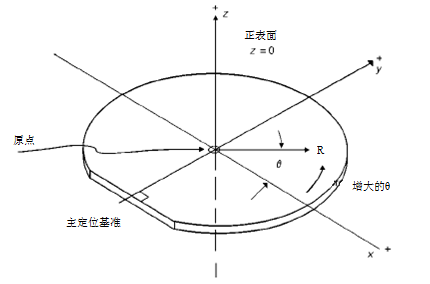 +
z
正表面
z = 0
+
y
原点
R
θ
增大的θ
主定位基准
x
+